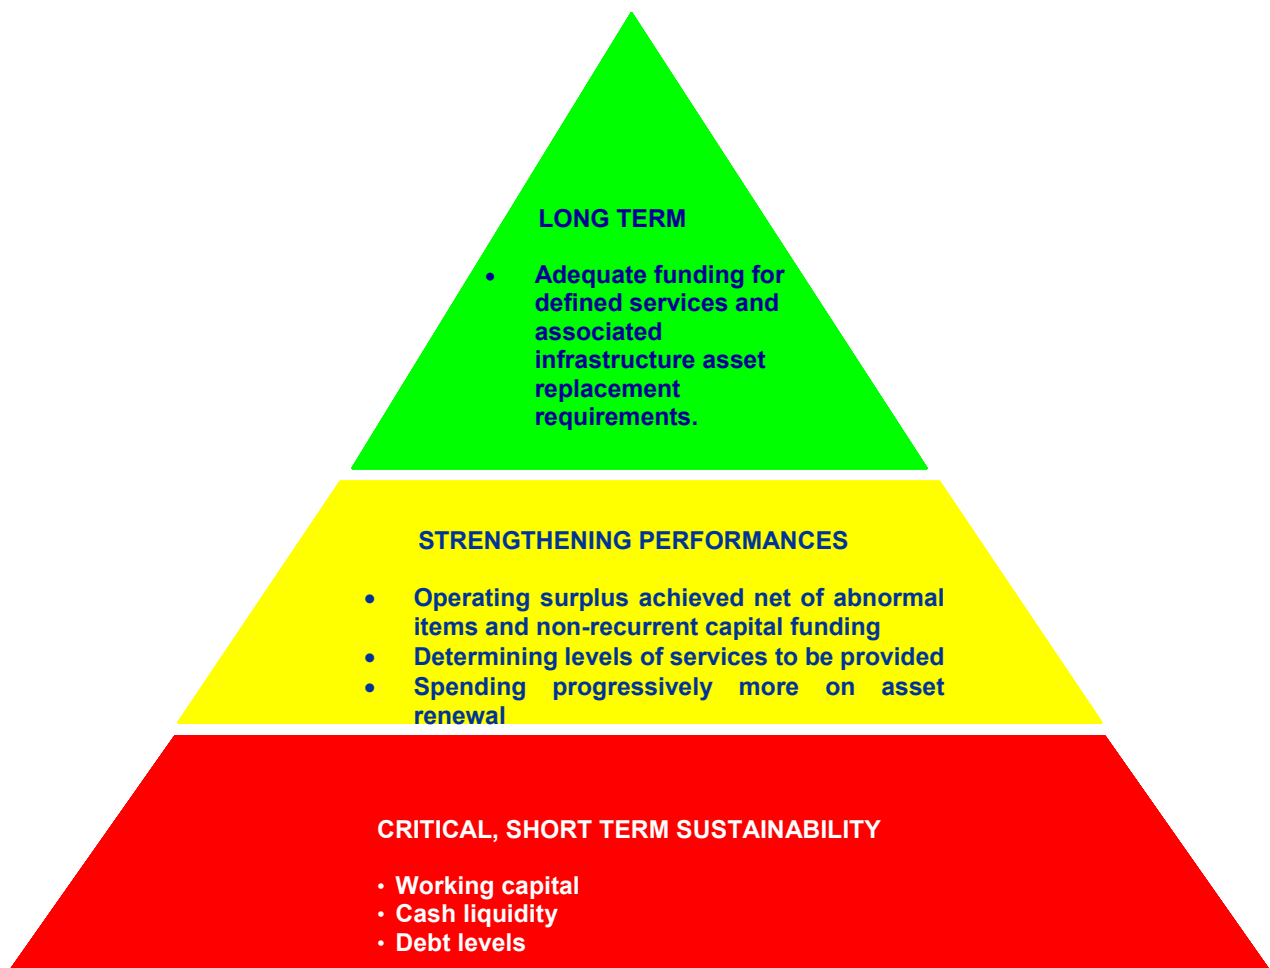 LONG TERM
• Adequate funding for
defined services and
associated
infrastructure asset
replacement
requirements.
STRENGTHENING PERFORMANCES
• Operating surplus achieved net of abnormal
items and non-recurrent capital funding
• Determining levels of services to be provided
• Spending progressively more on asset
renewal
CRITICAL, SHORT TERM SUSTAINABILITY
• Working capital
• Cash liquidity
• Debt levels